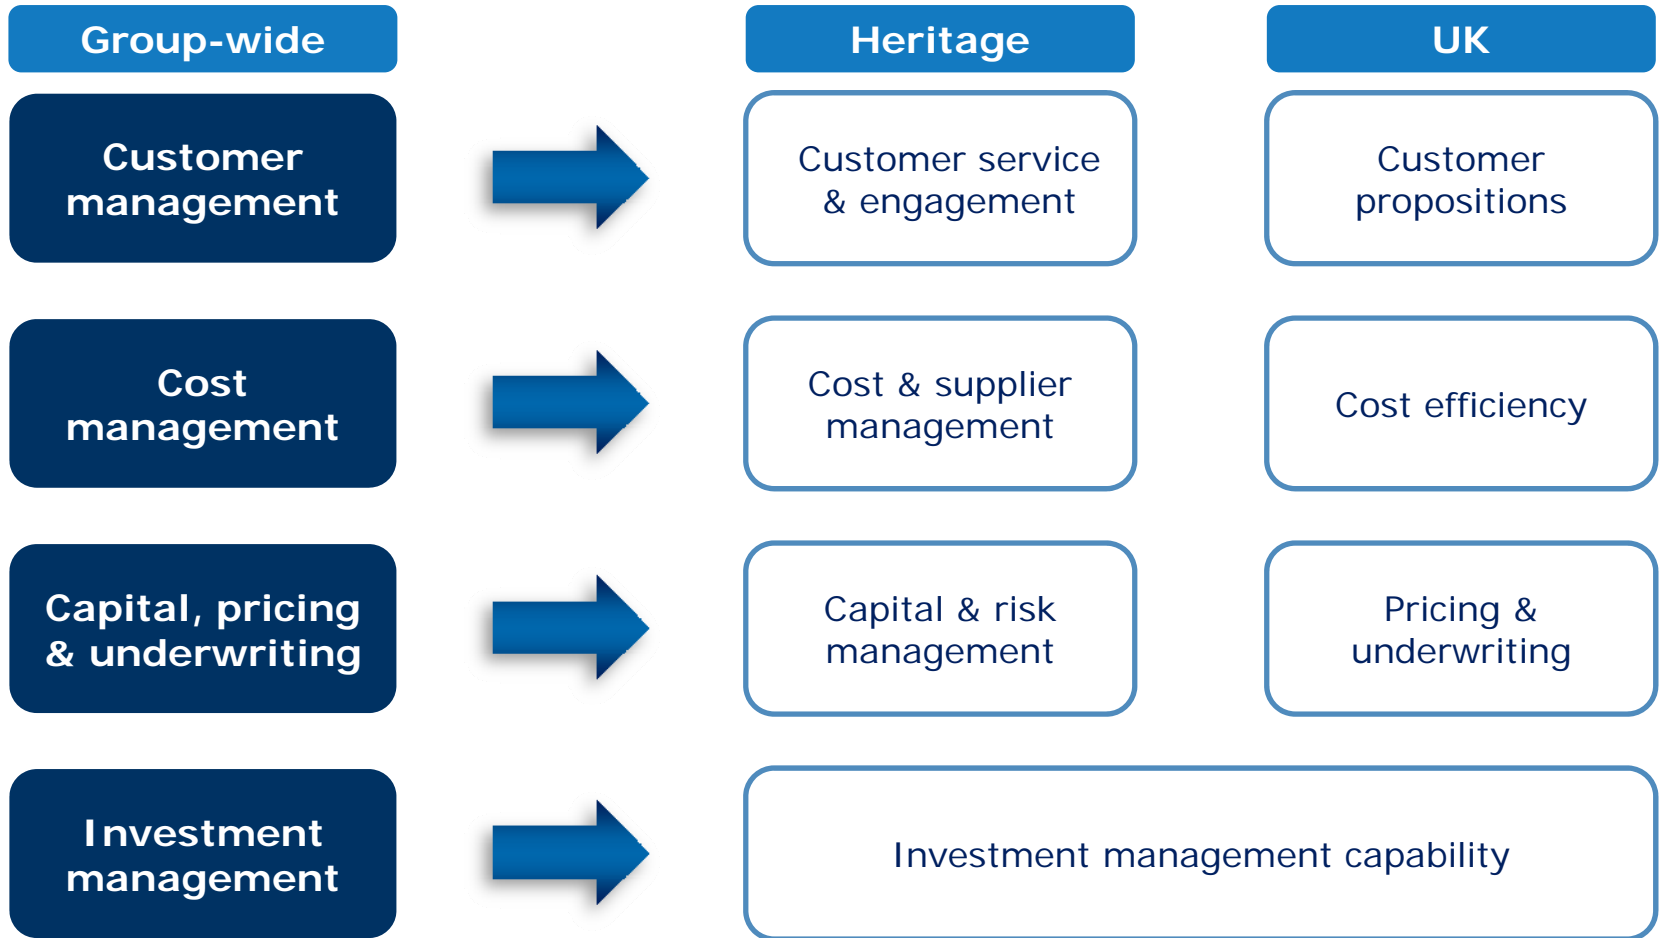 Group-wide
Heritage
UK
Customer
management
Customer service
& engagement
Customer
propositions
Cost
management
Cost & supplier
management
Cost efficiency
Capital, pricing
& underwriting
Capital & risk
management
Pricing &
underwriting
Investment
management
Investment management capability